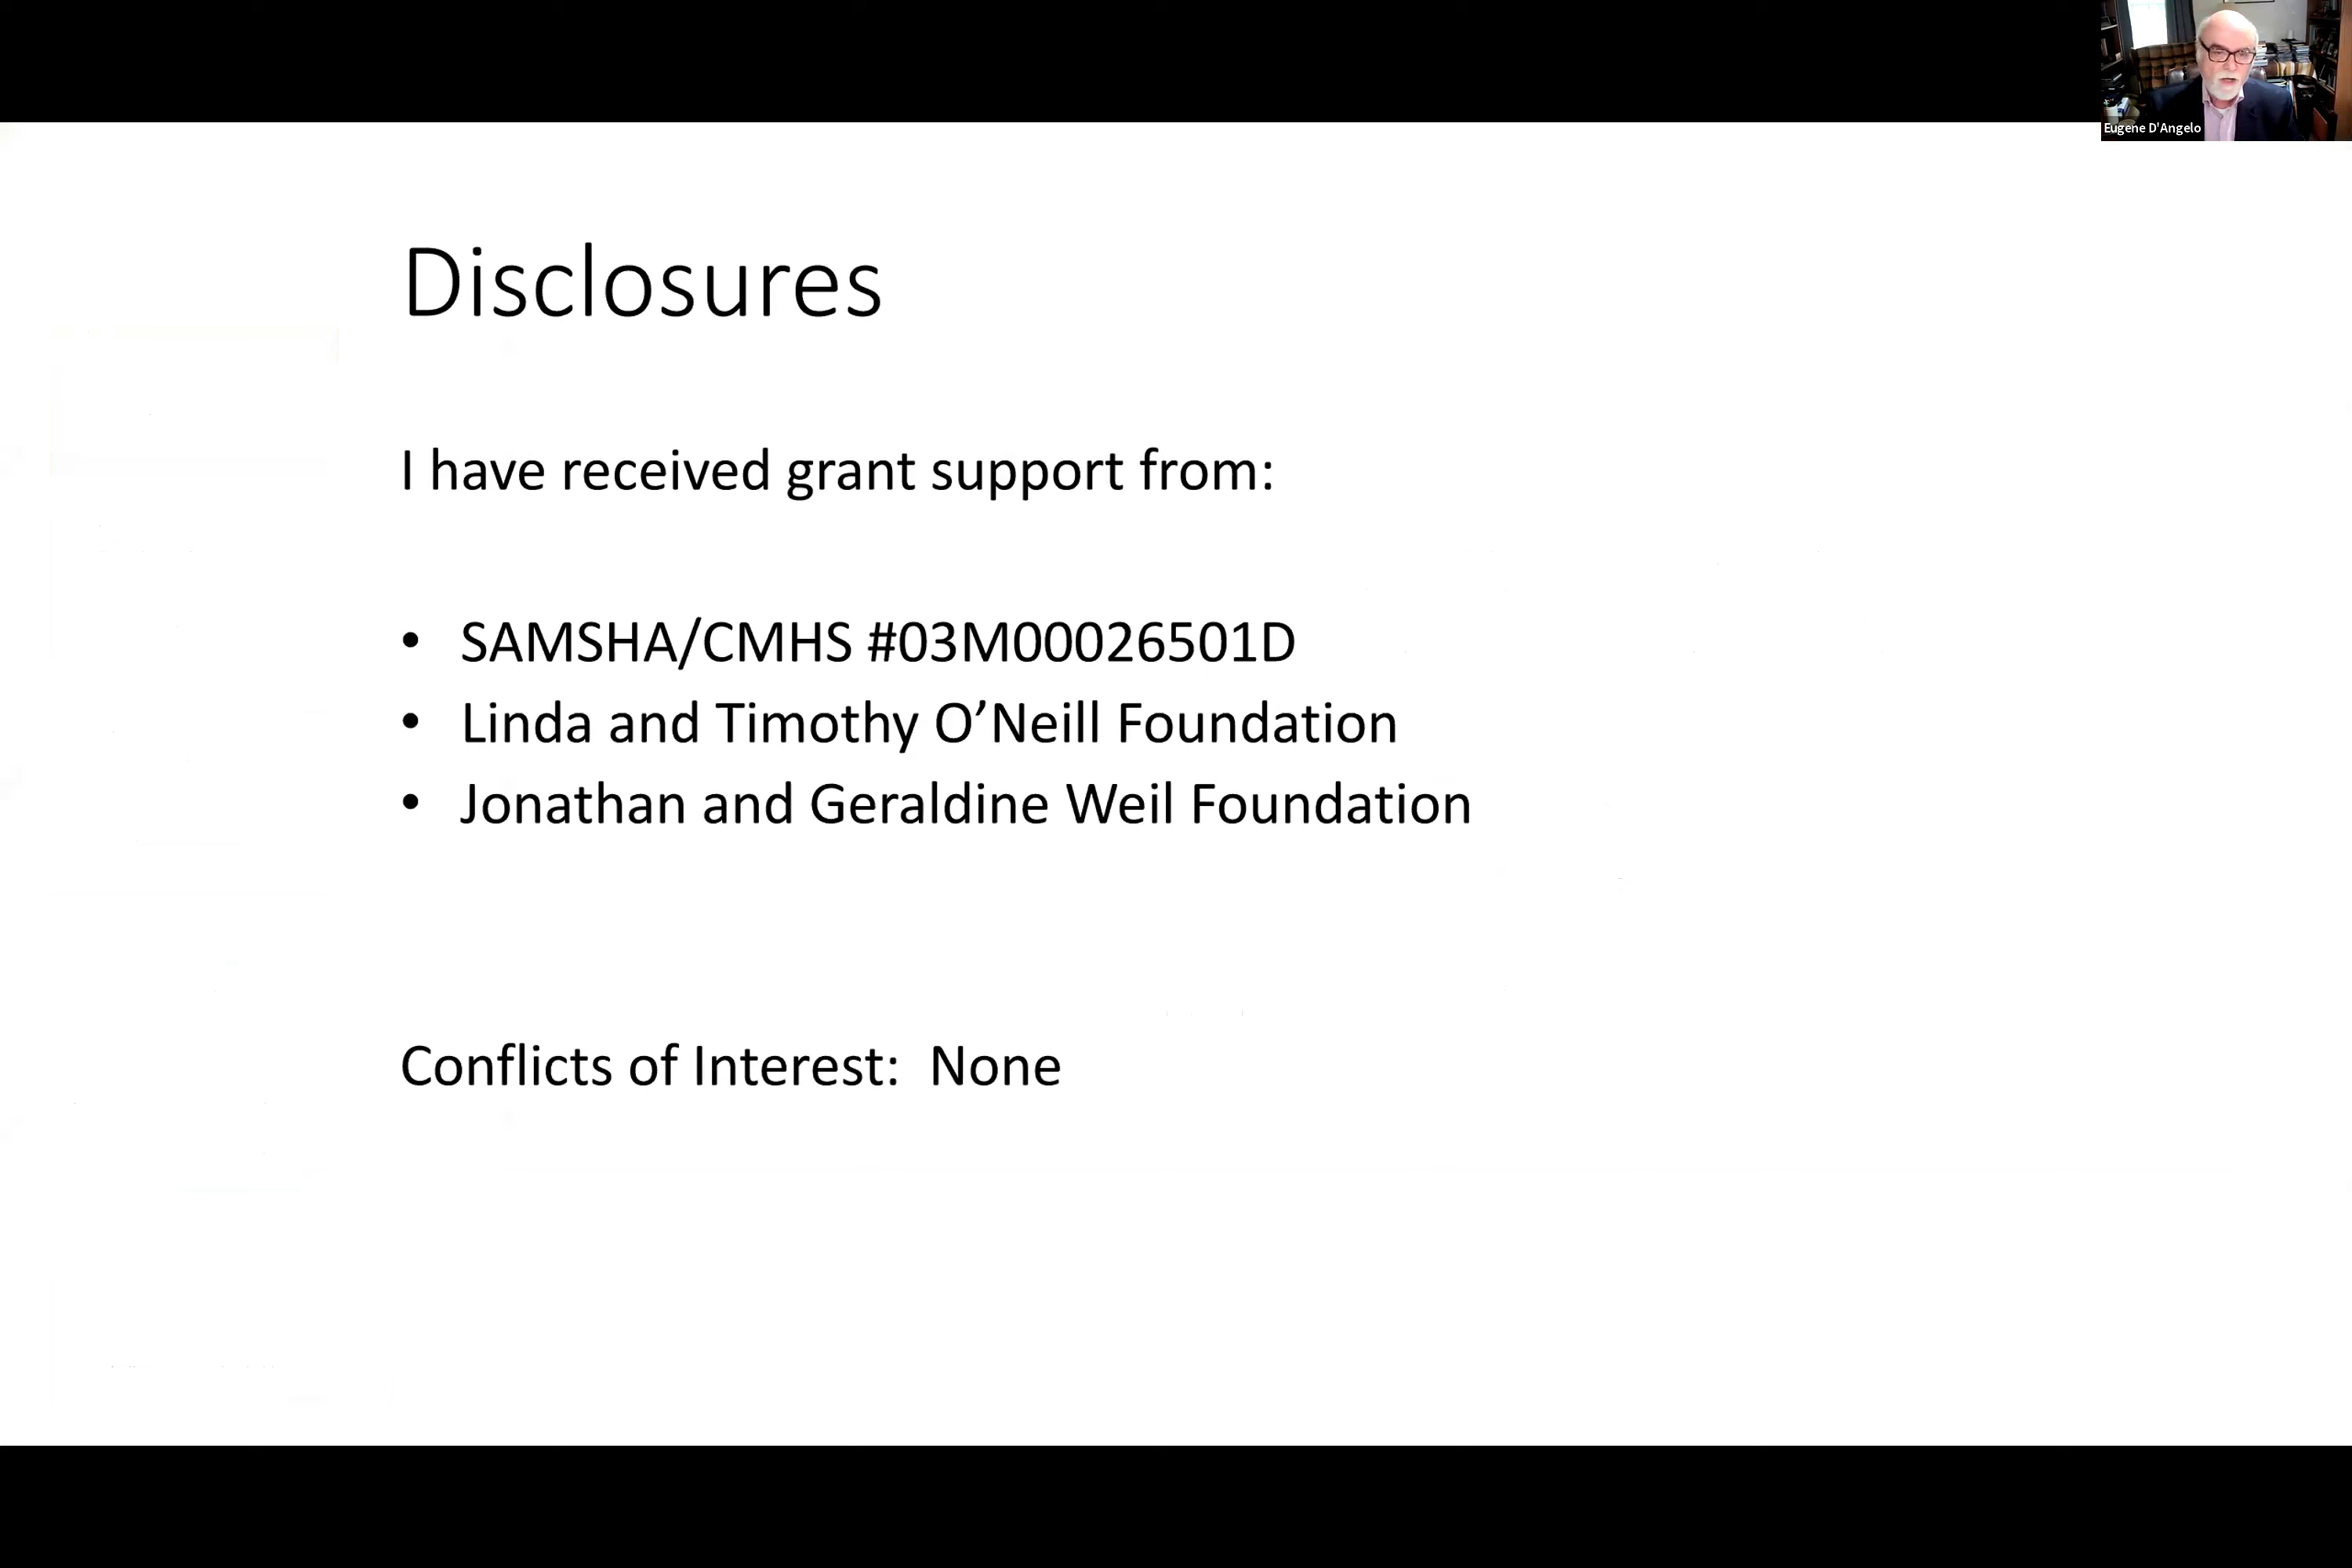 Eugene D'Angelo
Disclosures
I have received grant support from:
• SAMSHA/CMHS #03M00026501D
• Linda and Timothy O’Neill Foundation
• Jonathan and Geraldine Weil Foundation
Conflicts of Interest:  None